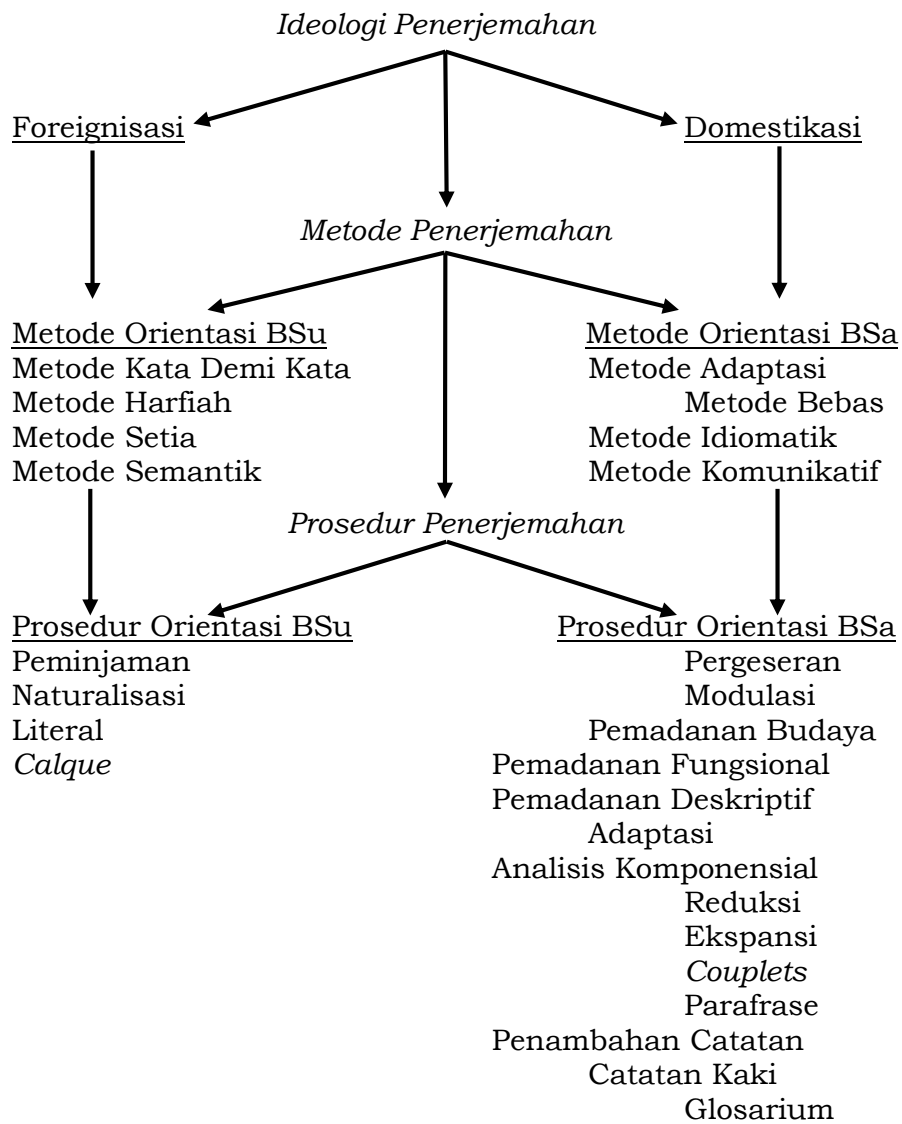 Ideologi Penerjemahan
Foreignisasi Domestikasi
Metode Penerjemahan
Metode Orientasi BSu Metode Orientasi BSa
Metode Kata Demi Kata Metode Adaptasi
Metode Harfiah Metode Bebas
Metode Setia Metode Idiomatik
Metode Semantik Metode Komunikatif
Prosedur Penerjemahan
Prosedur Orientasi BSu Prosedur Orientasi BSa
Peminjaman Pergeseran
Naturalisasi Modulasi
Literal Pemadanan Budaya
Calque Pemadanan Fungsional
Pemadanan Deskriptif
Adaptasi
Analisis Komponensial
Reduksi
Ekspansi
Couplets
Parafrase
Penambahan Catatan
Catatan Kaki
Glosarium